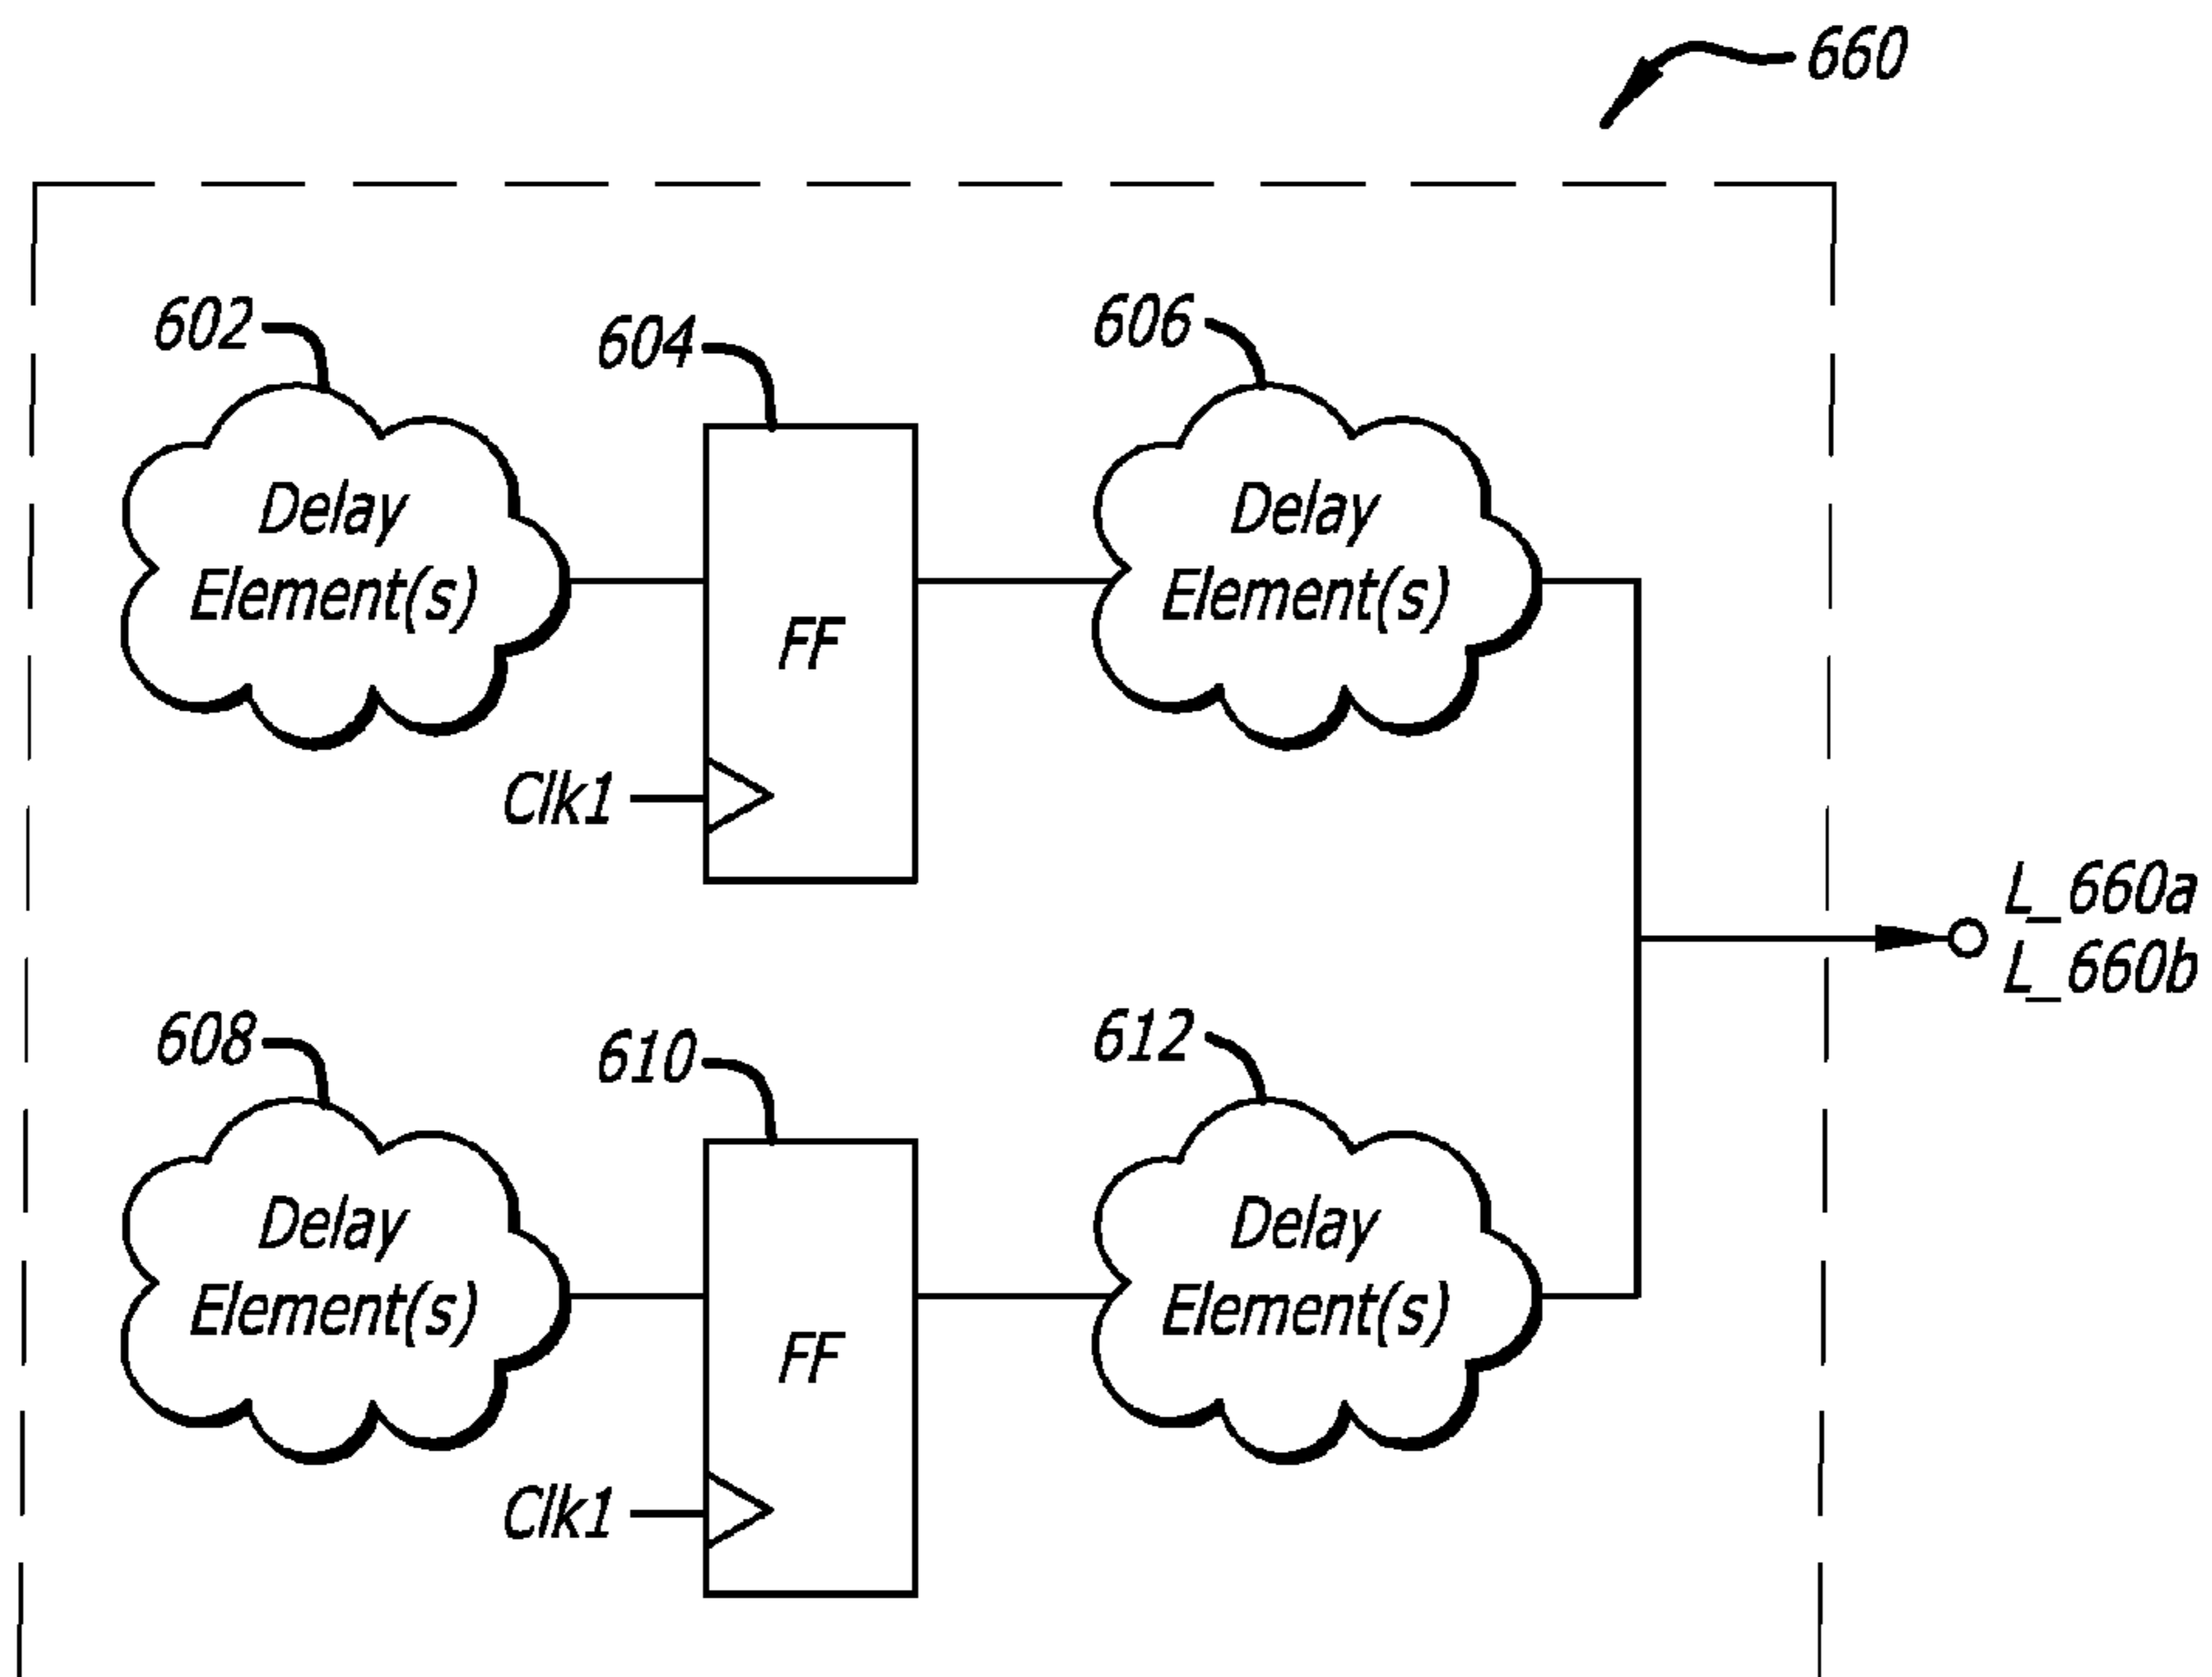 660
602
604
606
Delay
Element(s)
FF
Delay
Element(s)
Clk1
L_660a
L_660b
608
610
612
Delay
Element(s)
FF
Delay
Element(s)
Clk1